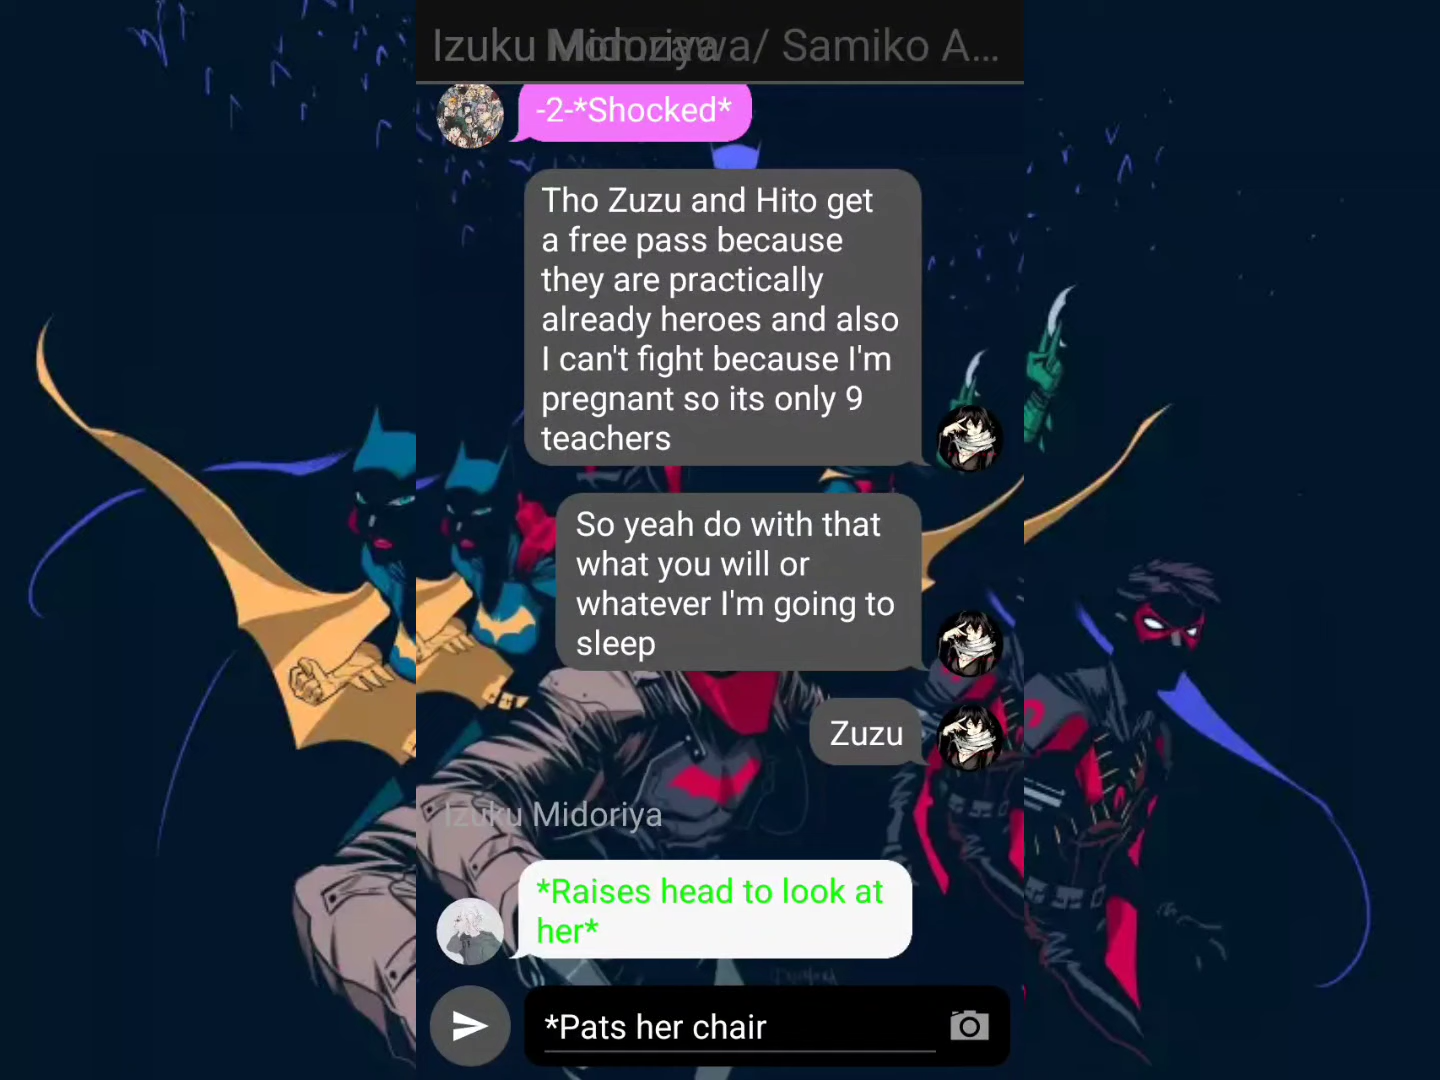 Izuku Midoriya/ Samiko A...
-2-*Shocked*
Tho Zuzu and Hito get
a free pass because
they are practically
already heroes and also
I can't fight because I'm
pregnant so its only 9
teachers
So yeah do with that
what you will or
whatever I'm going to
sleep
Zuzu
Izuku Midoriya
*Raises head to look at
her*
*Pats her chair